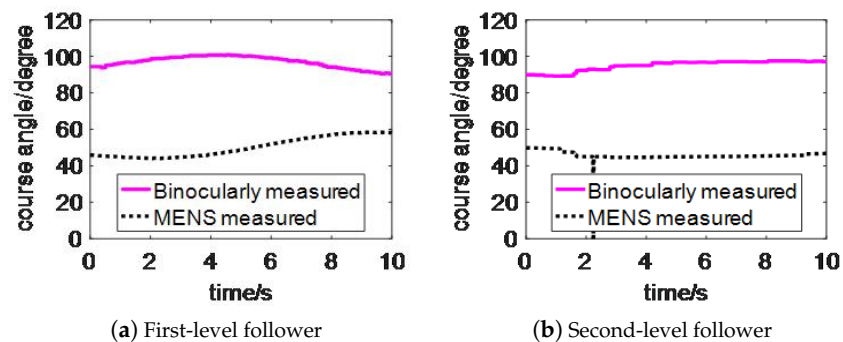 120
100
80
60
40
20
0
course angle/degree
Binocularly measured
MENS measured
0 2 4 6 8 10
time/s
(a) First-level follower
120
100
80
60
40
20
0
course angle/degree
Binocularly measured
MENS measured
0 2 4 6 8 10
time/s
(b) Second-level follower